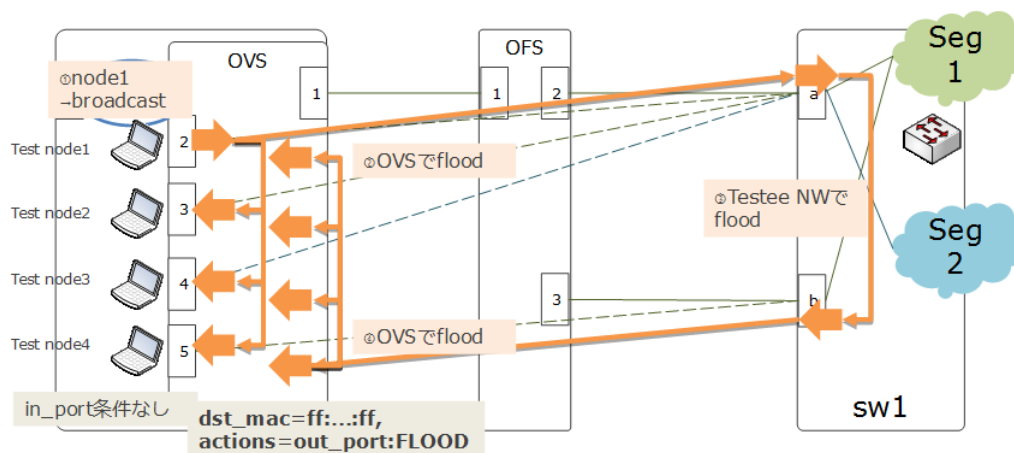 OVS
OFS
Seg
1
①node1
→broadcast
1
1
2
a
Test node1
2
②OVSでflood
③Testee NWで
flood
Test node2
3
Seg
2
Test node3
4
3
b
Test node4
5
④OVSでflood
in_port条件なし
dst_mac=ff:...:ff,
actions=out_port:FLOOD
sw1